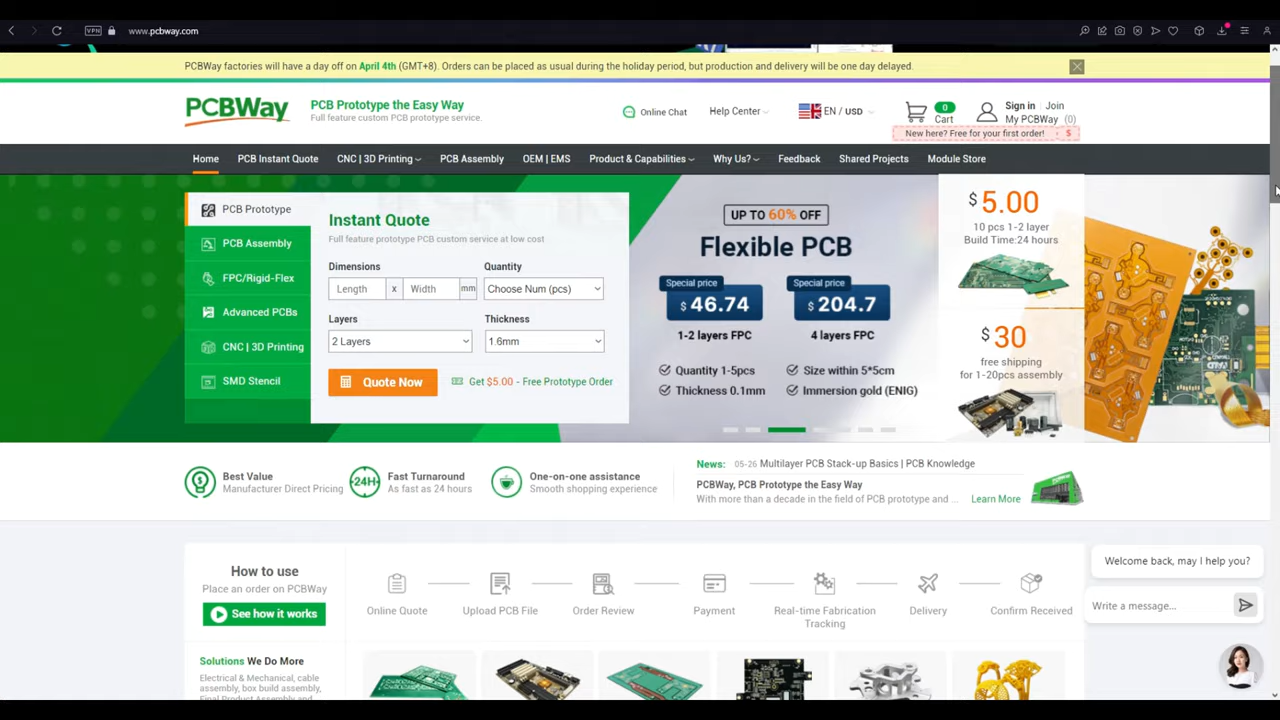 VPN
www.pcbway.com
PCBWay factories will have a day off on April 4th (GMT+8). Orders can be placed as usual during the holiday period, but production and delivery will be one day delayed.
PCBWay
PCB Prototype the Easy Way
Full feature custom PCB prototype service.
Online Chat
Help Center
EN / USD
0
Cart
Sign in | Join
My PCBWay (0)
New here? Free for your first order! $
Home
PCB Instant Quote
CNC | 3D Printing
PCB Assembly
OEM | EMS
Product & Capabilities
Why Us?
Feedback
Shared Projects
Module Store
PCB Prototype
PCB Assembly
FPC/Rigid-Flex
Advanced PCBs
CNC | 3D Printing
SMD Stencil
Instant Quote
Full feature prototype PCB custom service at low cost
Dimensions
Quantity
Length x Width mm
Choose Num (pcs)
Layers
Thickness
2 Layers
1.6mm
Quote Now
Get $5.00 - Free Prototype Order
UP TO 60% OFF
Flexible PCB
Special price
$ 46.74
1-2 layers FPC
Special price
$ 204.7
4 layers FPC
Quantity 1-5pcs
Size within 5*5cm
Thickness 0.1mm
Immersion gold (ENIG)
$ 5.00
10 pcs 1-2 layer
Build Time:24 hours
$ 30
free shipping
for 1-20pcs assembly
Best Value
Manufacturer Direct Pricing
24H+
Fast Turnaround
As fast as 24 hours
One-on-one assistance
Smooth shopping experience
News: 05-26 Multilayer PCB Stack-up Basics | PCB Knowledge
PCBWay, PCB Prototype the Easy Way
With more than a decade in the field of PCB prototype and ...
Learn More
How to use
Place an order on PCBWay
See how it works
Online Quote
Upload PCB File
Order Review
Payment
Real-time Fabrication
Tracking
Delivery
Confirm Received
Solutions We Do More
Electrical & Mechanical, cable
assembly, box build assembly,
Final Product Assembly and
Welcome back, may I help you?
Write a message...